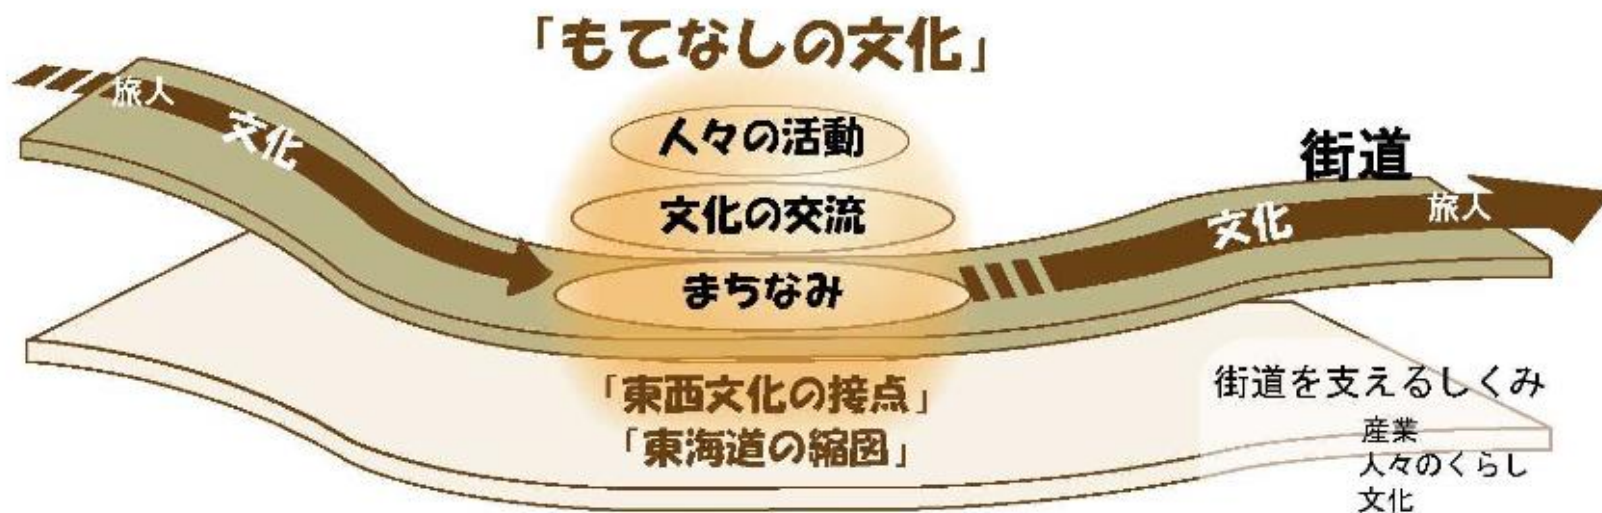 「もてなしの文化」
旅人
文化
人々の活動
文化の交流
まちなみ
街道
文化
旅人
「東西文化の接点」
「東海道の縮図」
街道を支えるしくみ
産業
人々のくらし
文化